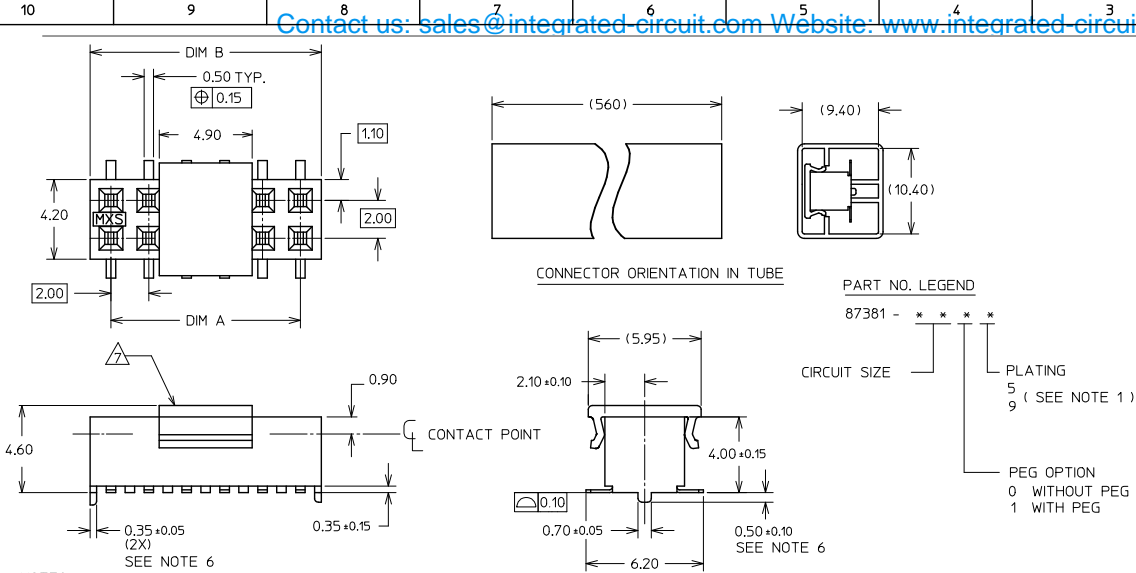 10 9 8 7 6 5 4 3
Contact us: sales@integrated-circuit.com Website: www.integrated-circui
DIM B
0.50 TYP.
⌖ 0.15
4.90
1.10
4.20
MXS
2.00
2.00
DIM A
(560)
(9.40)
(10.40)
CONNECTOR ORIENTATION IN TUBE
PART NO. LEGEND
87381 - * * * *
CIRCUIT SIZE
PLATING
5
9 ( SEE NOTE 1 )
PEG OPTION
0 WITHOUT PEG
1 WITH PEG
7
0.90
4.60
CL CONTACT POINT
0.35 ±0.05
(2X)
SEE NOTE 6
0.35 ±0.15
(5.95)
2.10 ±0.10
4.00 ±0.15
⌓ 0.10
0.70 ±0.05
0.50 ±0.10
SEE NOTE 6
6.20